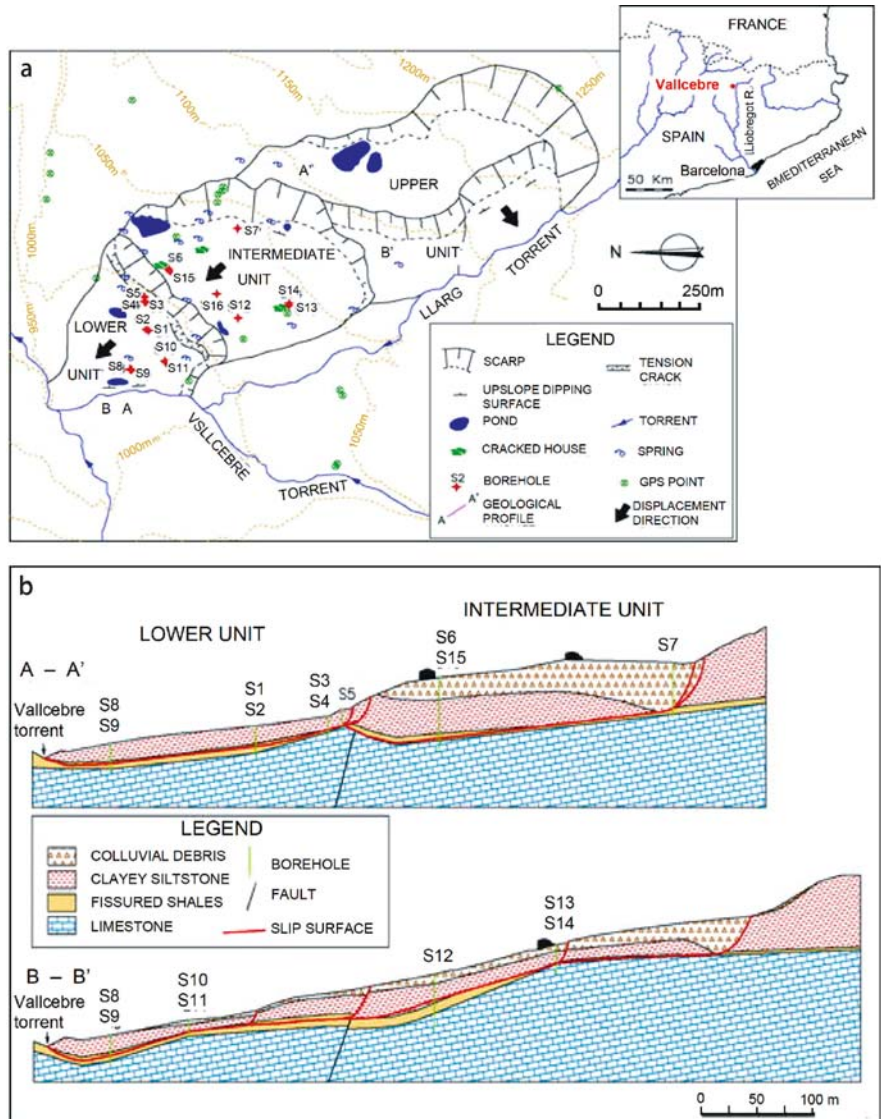 a
1100m
1150m
1200m
1250m
1050m
1000m
950m
A'
UPPER
UNIT
B'
S7
INTERMEDIATE
UNIT
S6
S15
S5
S4
S3
S2
S1
S16
S12
S14
S13
LOWER
UNIT
S10
S11
S8
S9
B A
LLARG
TORRENT
VSLLCEBRE
TORRENT
1000m
1050m
FRANCE
Vallcebre
SPAIN
LLobregot R.
Barcelona
BMEDITERRANEAN
SEA
50 Km
N
0 250m
LEGEND
SCARP
TENSION
CRACK
UPSLOPE DIPPING
SURFACE
POND
TORRENT
CRACKED HOUSE
SPRING
S2
BOREHOLE
GPS POINT
A A'
GEOLOGICAL
PROFILE
DISPLACEMENT
DIRECTION
b
LOWER UNIT
INTERMEDIATE UNIT
A – A'
Vallcebre
torrent
S8
S9
S1
S2
S3
S4
S5
S6
S15
S7
LEGEND
COLLUVIAL DEBRIS
CLAYEY SILTSTONE
FISSURED SHALES
LIMESTONE
BOREHOLE
FAULT
SLIP SURFACE
B – B'
Vallcebre
torrent
S8
S9
S10
S11
S12
S13
S14
0 50 100 m